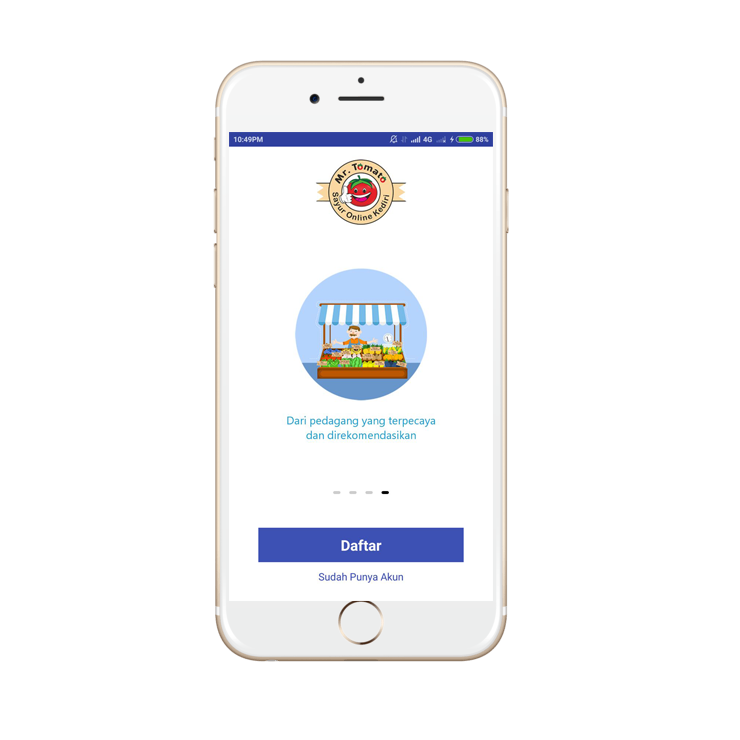 10:49PM 4G 88%
Mr. Tomato
Sayur Online Kediri
Dari pedagang yang terpecaya
dan direkomendasikan
Daftar
Sudah Punya Akun